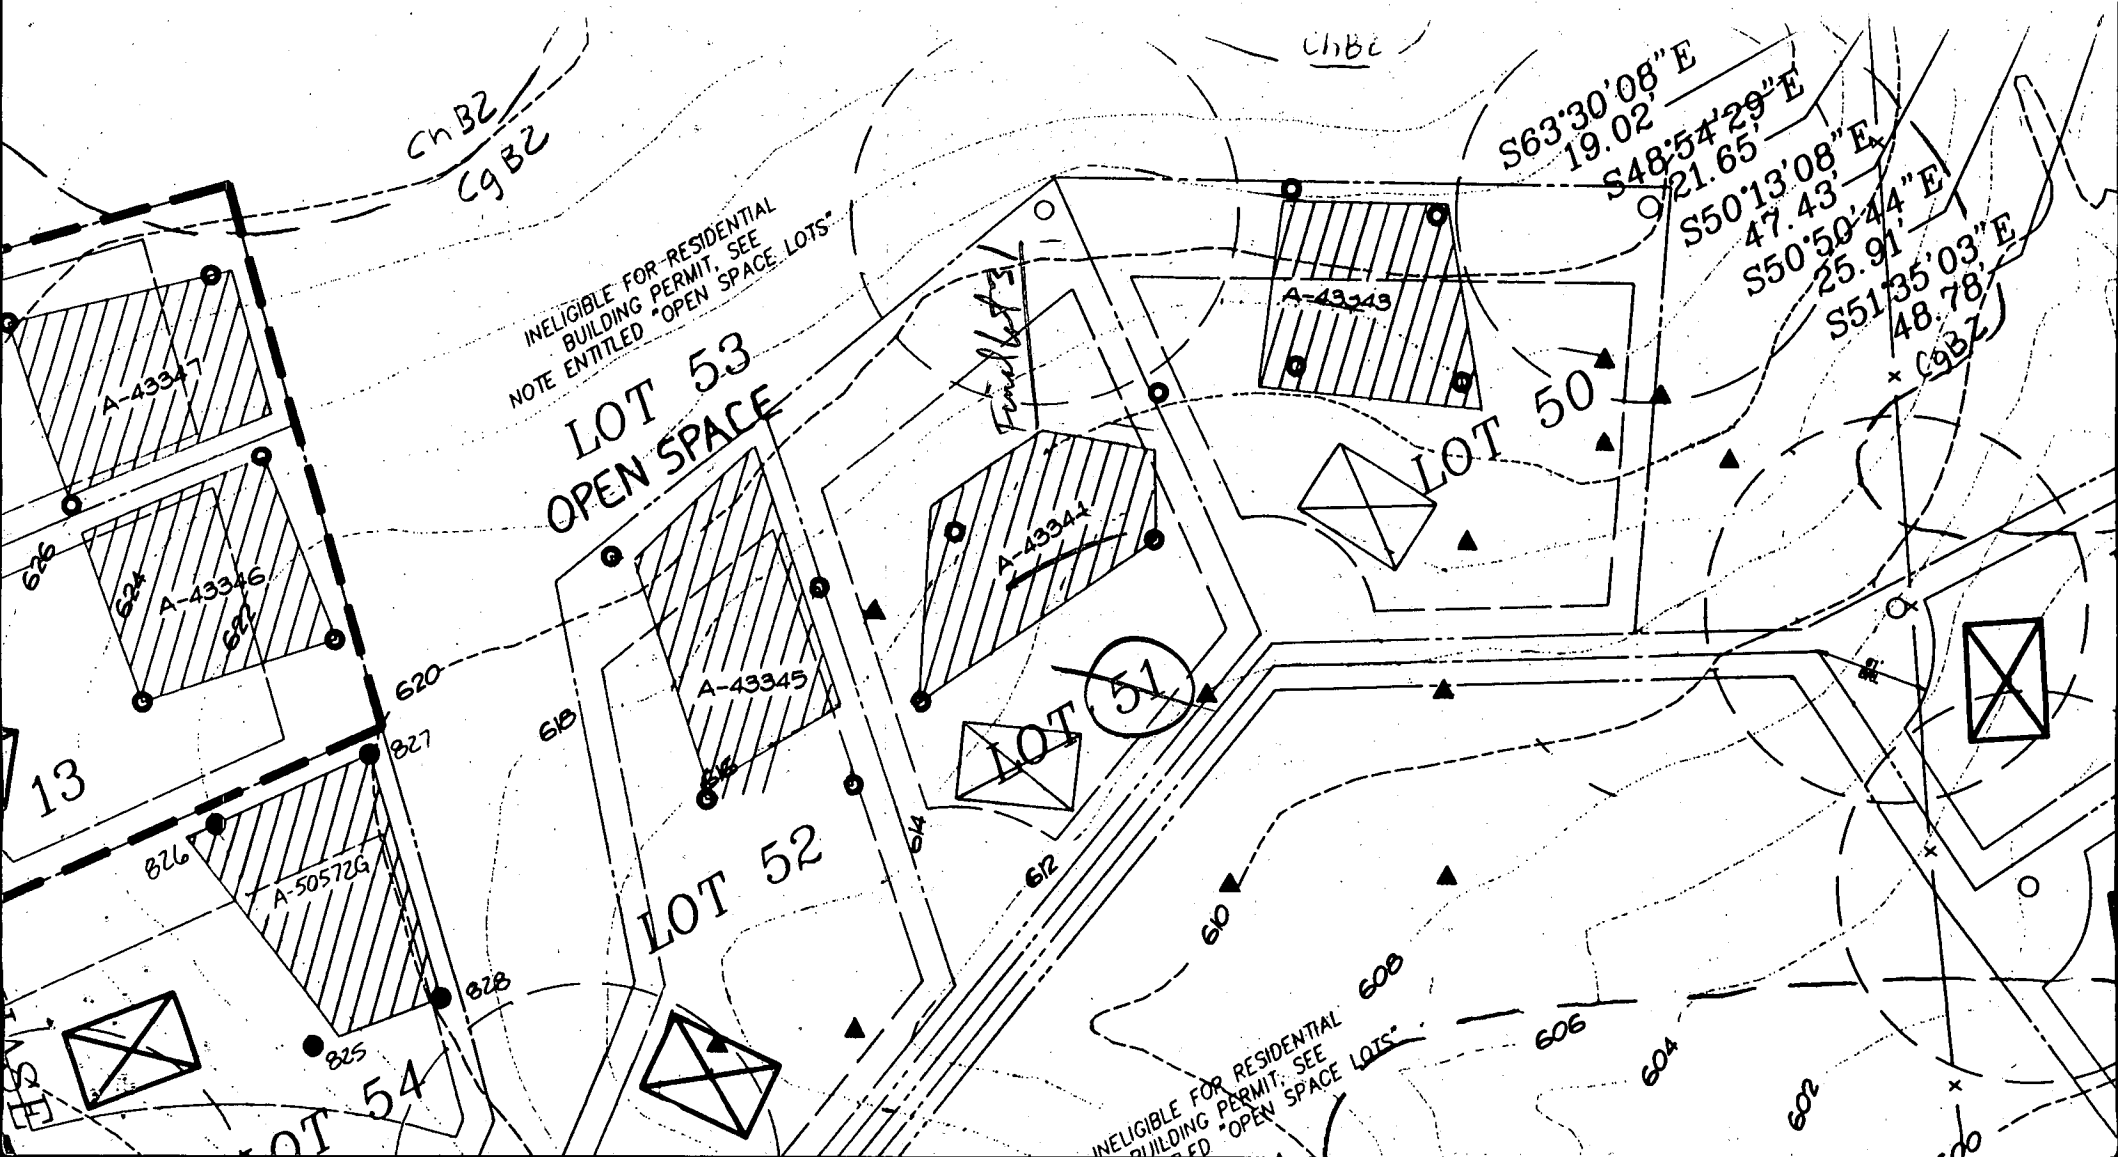 ChB2
ChB2
CgB2
S63°30'08"E
19.02'
S48°54'29"E
21.65'
S50°13'08"E
47.43'
S50°50'44"E
25.91'
S51°35'03"E
48.78'
CgB2
INELIGIBLE FOR RESIDENTIAL
BUILDING PERMIT, SEE
NOTE ENTITLED "OPEN SPACE LOTS"
LOT 53
OPEN SPACE
A-43343
LOT 50
A-43347
A-43344
626
624
A-43346
622
620
618
A-43345
616
LOT 51
827
13
826
A-50572G
614
LOT 52
612
610
608
828
825
LOT 54
606
604
602
INELIGIBLE FOR RESIDENTIAL
BUILDING PERMIT, SEE
"OPEN SPACE LOTS"